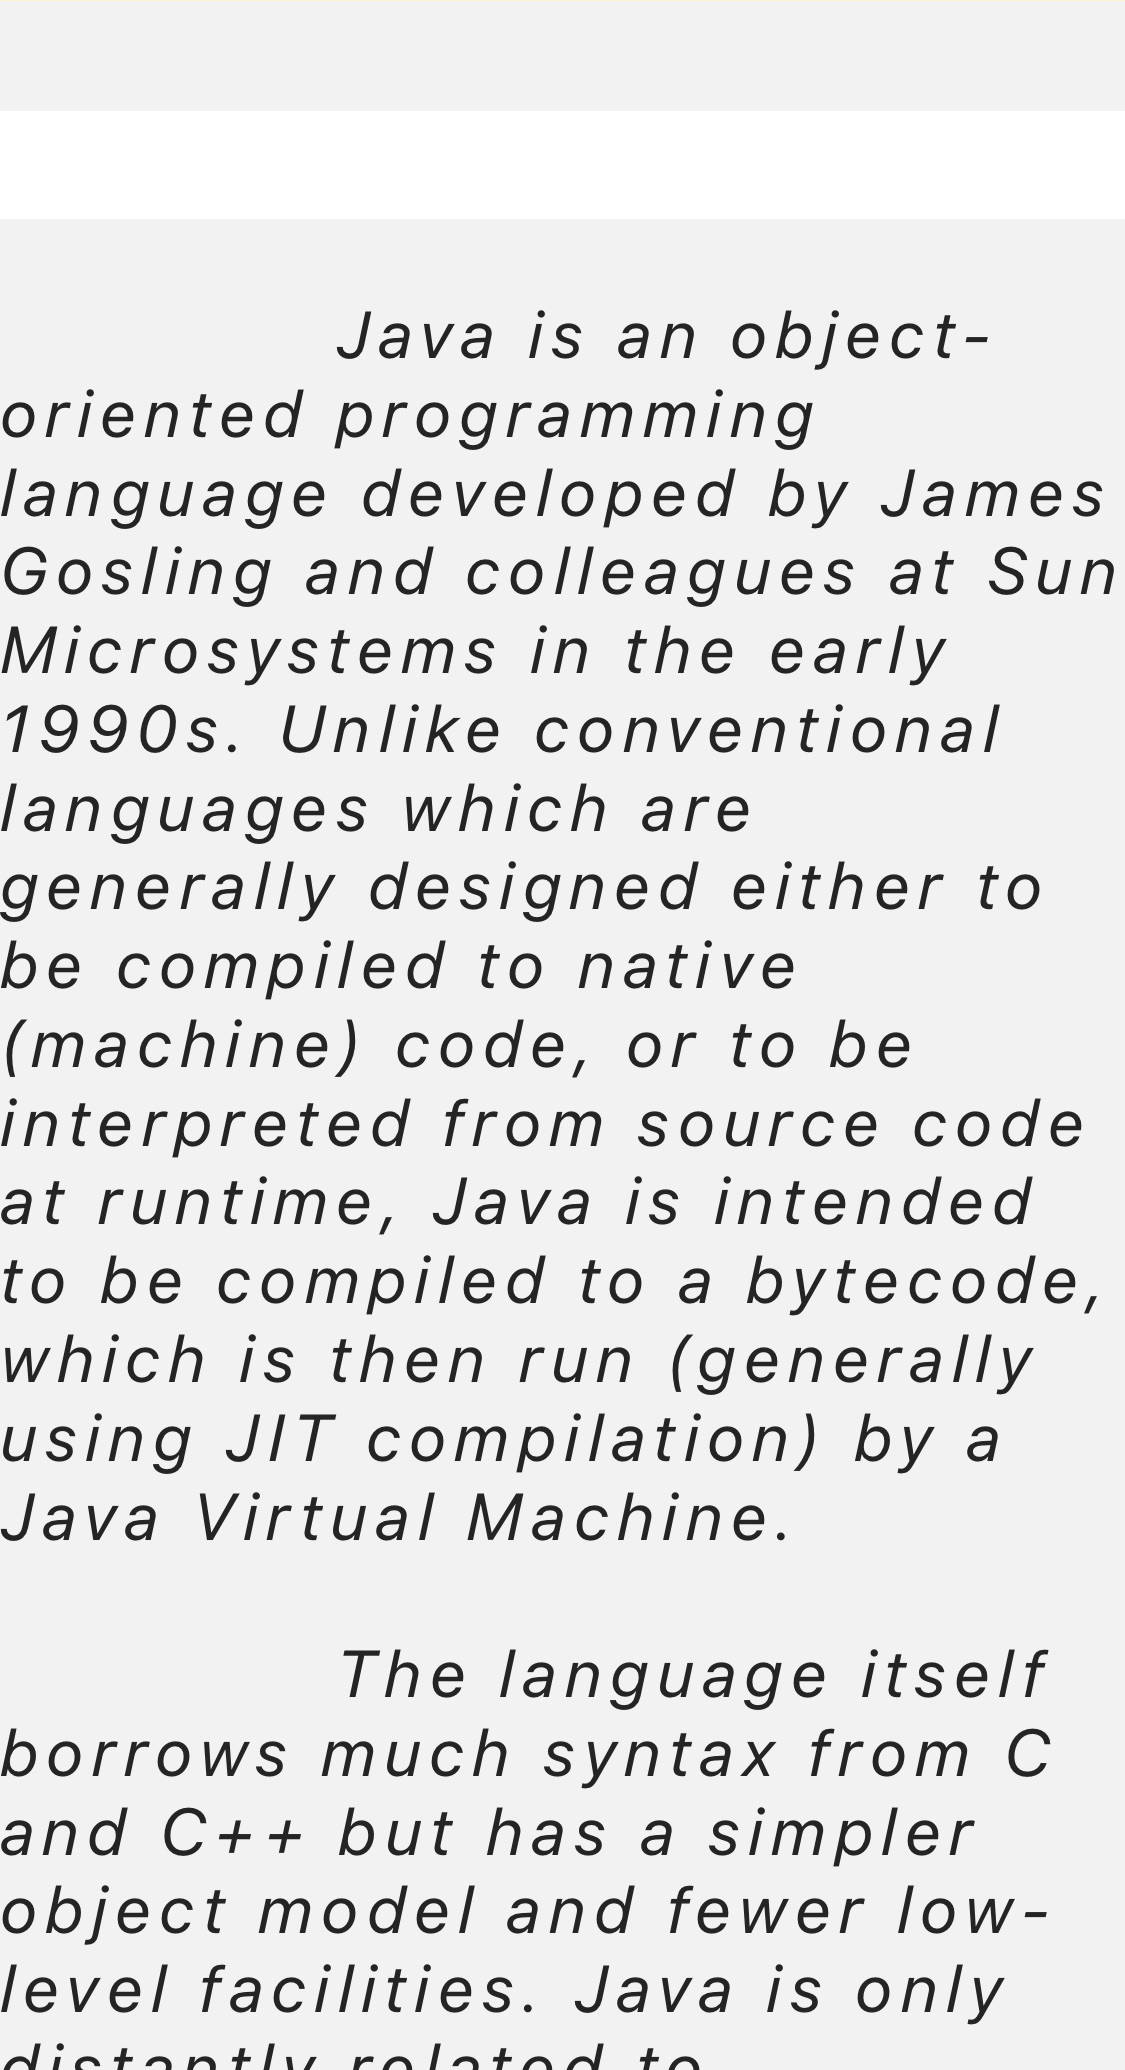 Java is an object-
oriented programming
language developed by James
Gosling and colleagues at Sun
Microsystems in the early
1990s. Unlike conventional
languages which are
generally designed either to
be compiled to native
(machine) code, or to be
interpreted from source code
at runtime, Java is intended
to be compiled to a bytecode,
which is then run (generally
using JIT compilation) by a
Java Virtual Machine.
The language itself
borrows much syntax from C
and C++ but has a simpler
object model and fewer low-
level facilities. Java is only
distantly related to